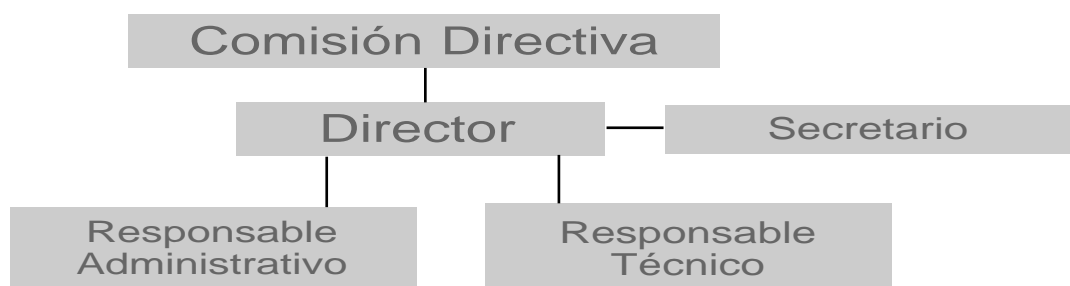 Comisión Directiva
Director
Secretario
Responsable
Administrativo
Responsable
Técnico